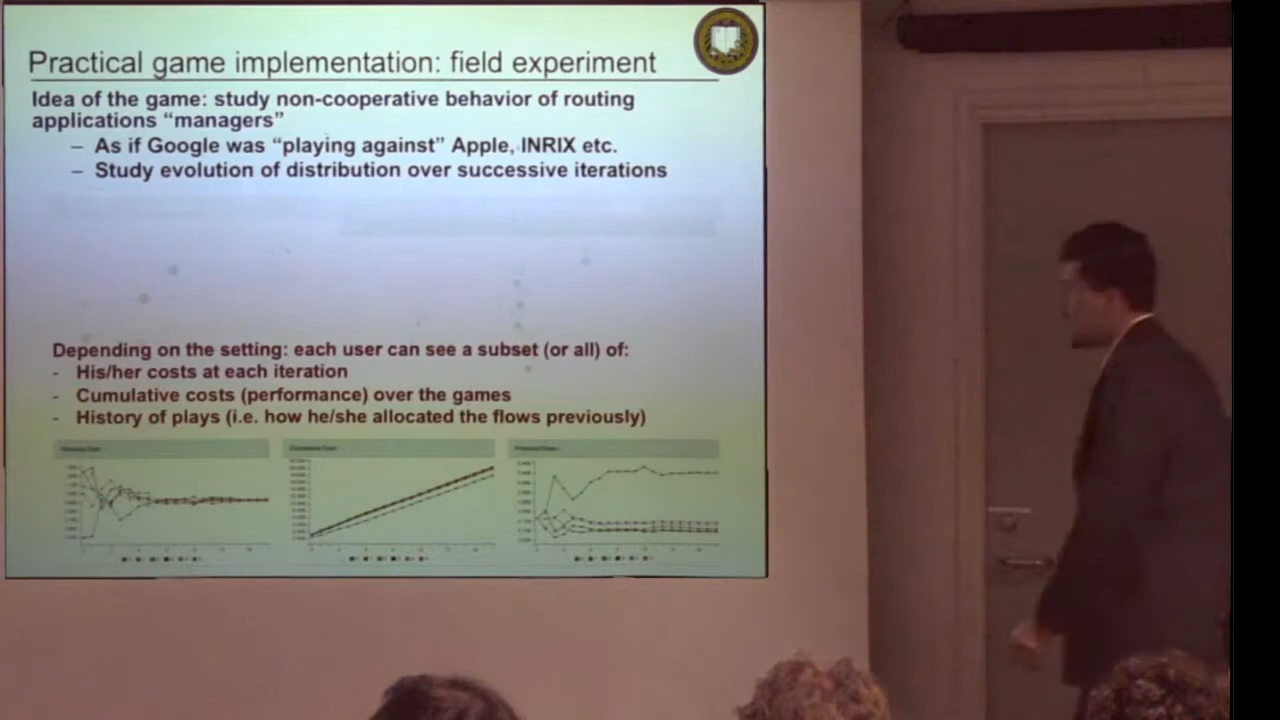 Practical game implementation: field experiment
Idea of the game: study non-cooperative behavior of routing
applications “managers”
– As if Google was “playing against” Apple, INRIX etc.
– Study evolution of distribution over successive iterations
Depending on the setting: each user can see a subset (or all) of:
- His/her costs at each iteration
- Cumulative costs (performance) over the games
- History of plays (i.e. how he/she allocated the flows previously)